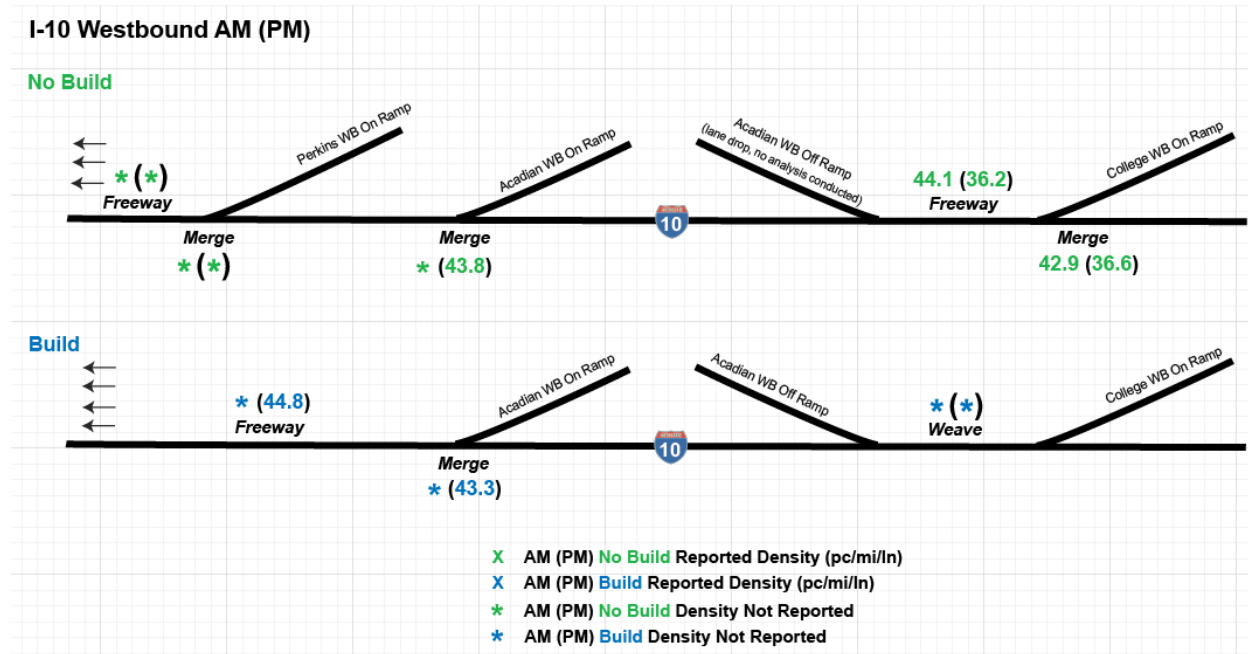 I-10 Westbound AM (PM)
No Build
Perkins WB On Ramp
Acadian WB On Ramp
Acadian WB Off Ramp
(lane drop, no analysis conducted)
College WB On Ramp
* (*)
Freeway
44.1 (36.2)
Freeway
10
Merge
* (*)
Merge
* (43.8)
Merge
42.9 (36.6)
Build
Acadian WB On Ramp
Acadian WB Off Ramp
College WB On Ramp
* (44.8)
Freeway
* (*)
Weave
10
Merge
* (43.3)
X AM (PM) No Build Reported Density (pc/mi/ln)
X AM (PM) Build Reported Density (pc/mi/ln)
* AM (PM) No Build Density Not Reported
* AM (PM) Build Density Not Reported